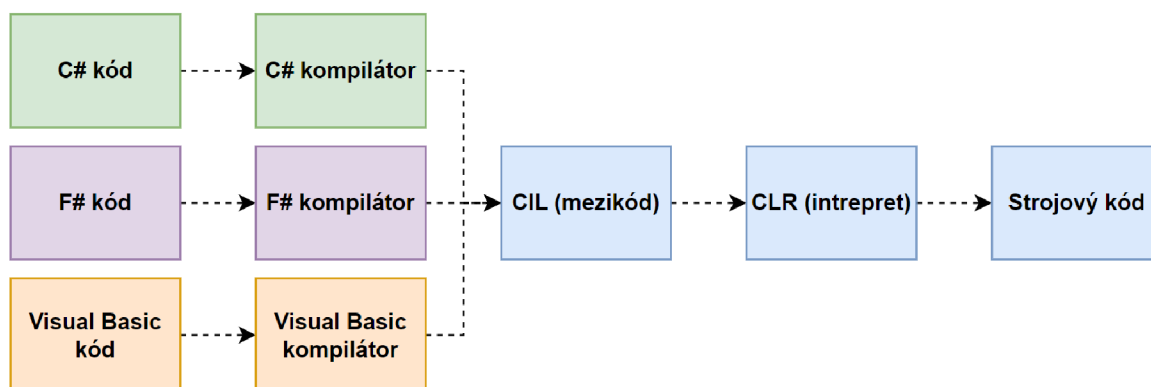 C# kód
C# kompilátor
F# kód
F# kompilátor
CIL (mezikód)
CLR (intrepret)
Strojový kód
Visual Basic
kód
Visual Basic
kompilátor